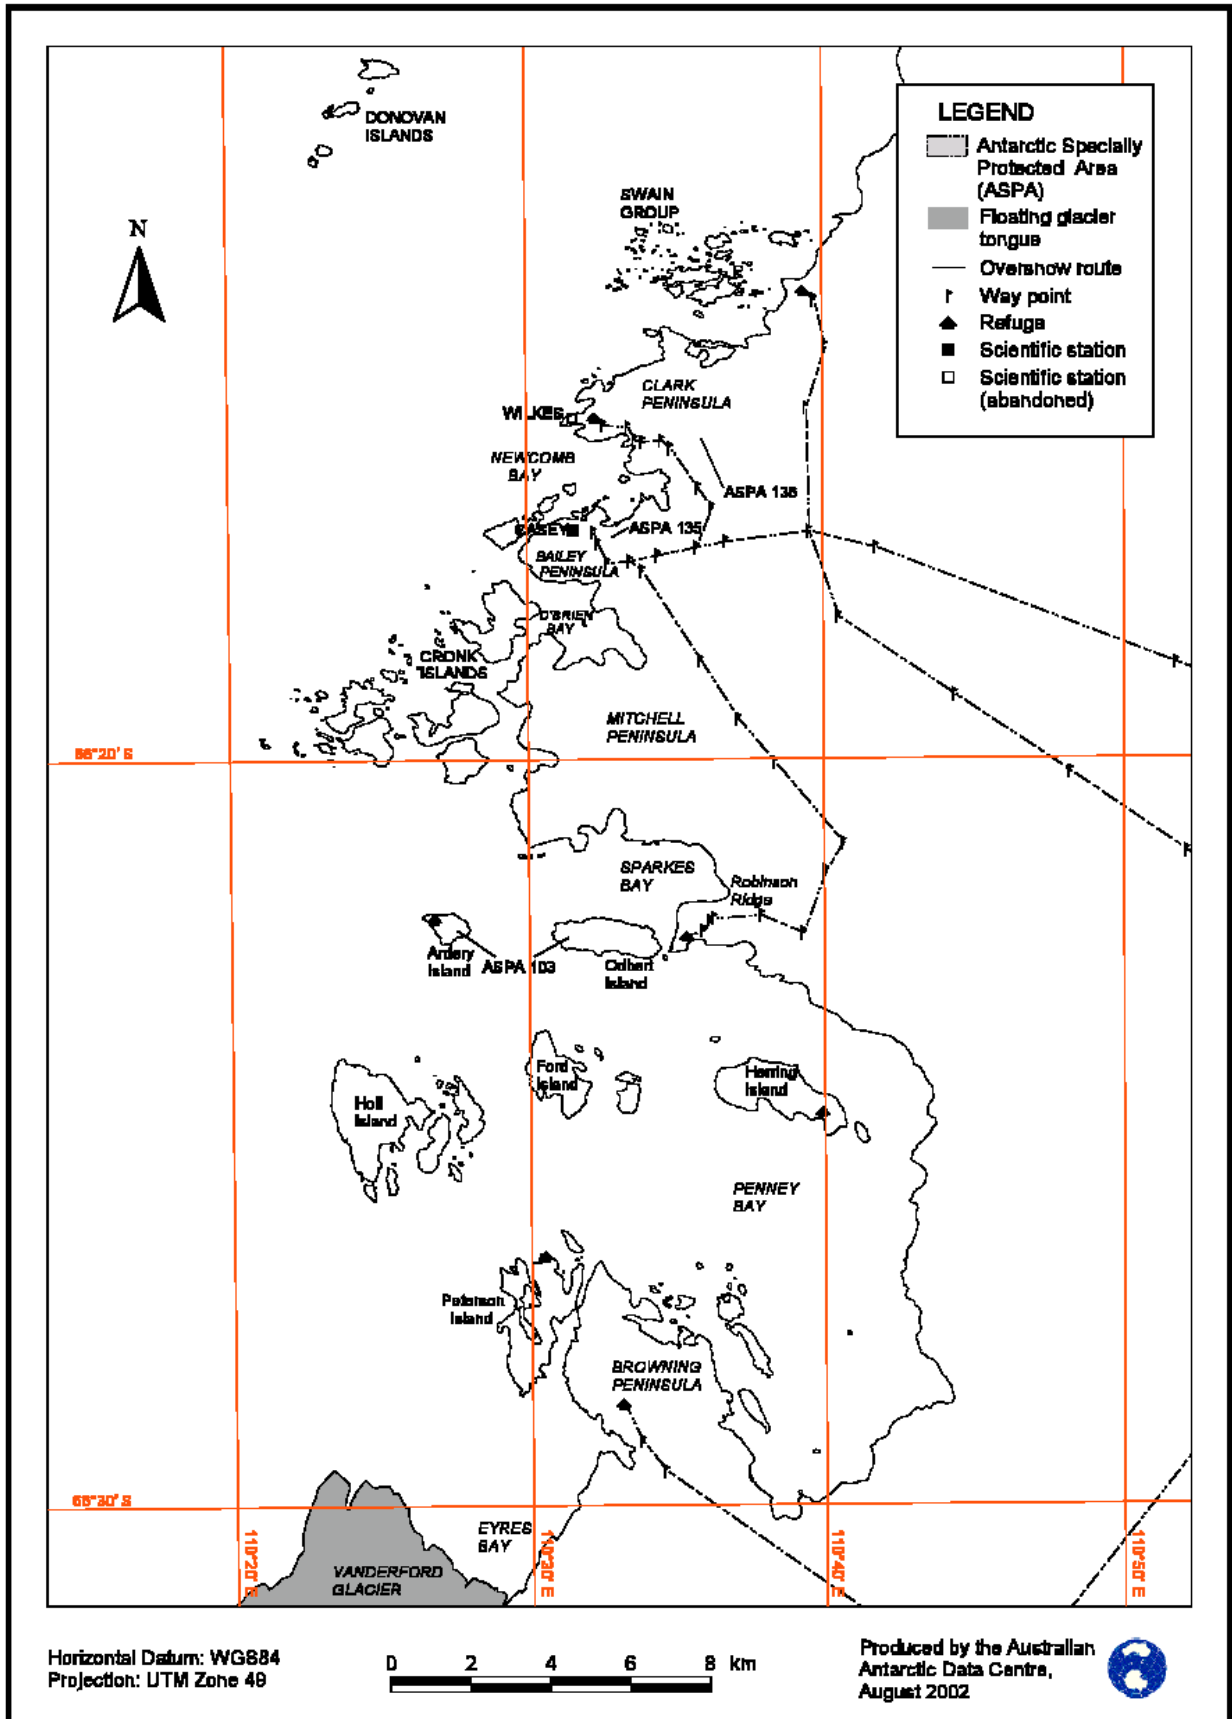 DONOVAN
ISLANDS
N
SWAIN
GROUP
LEGEND
Antarctic Specially
Protected Area
(ASPA)
Floating glacier
tongue
Oversnow route
Way point
Refuge
Scientific station
Scientific station
(abandoned)
CLARK
PENINSULA
WILKES
NEWCOMB
BAY
ASPA 136
CASEY
ASPA 135
BAILEY
PENINSULA
O'BRIEN
BAY
CRONK
ISLANDS
MITCHELL
PENINSULA
66°20' S
SPARKES
BAY
Robinson
Ridge
Ardery
Island
ASPA 103
Odbert
Island
Ford
Island
Herring
Island
Holl
Island
PENNEY
BAY
Peterson
Island
BROWNING
PENINSULA
66°30' S
EYRES
BAY
VANDERFORD
GLACIER
110°20' E
110°30' E
110°40' E
110°50' E
Horizontal Datum: WGS84
Projection: UTM Zone 49
0 2 4 6 8 km
Produced by the Australian
Antarctic Data Centre,
August 2002